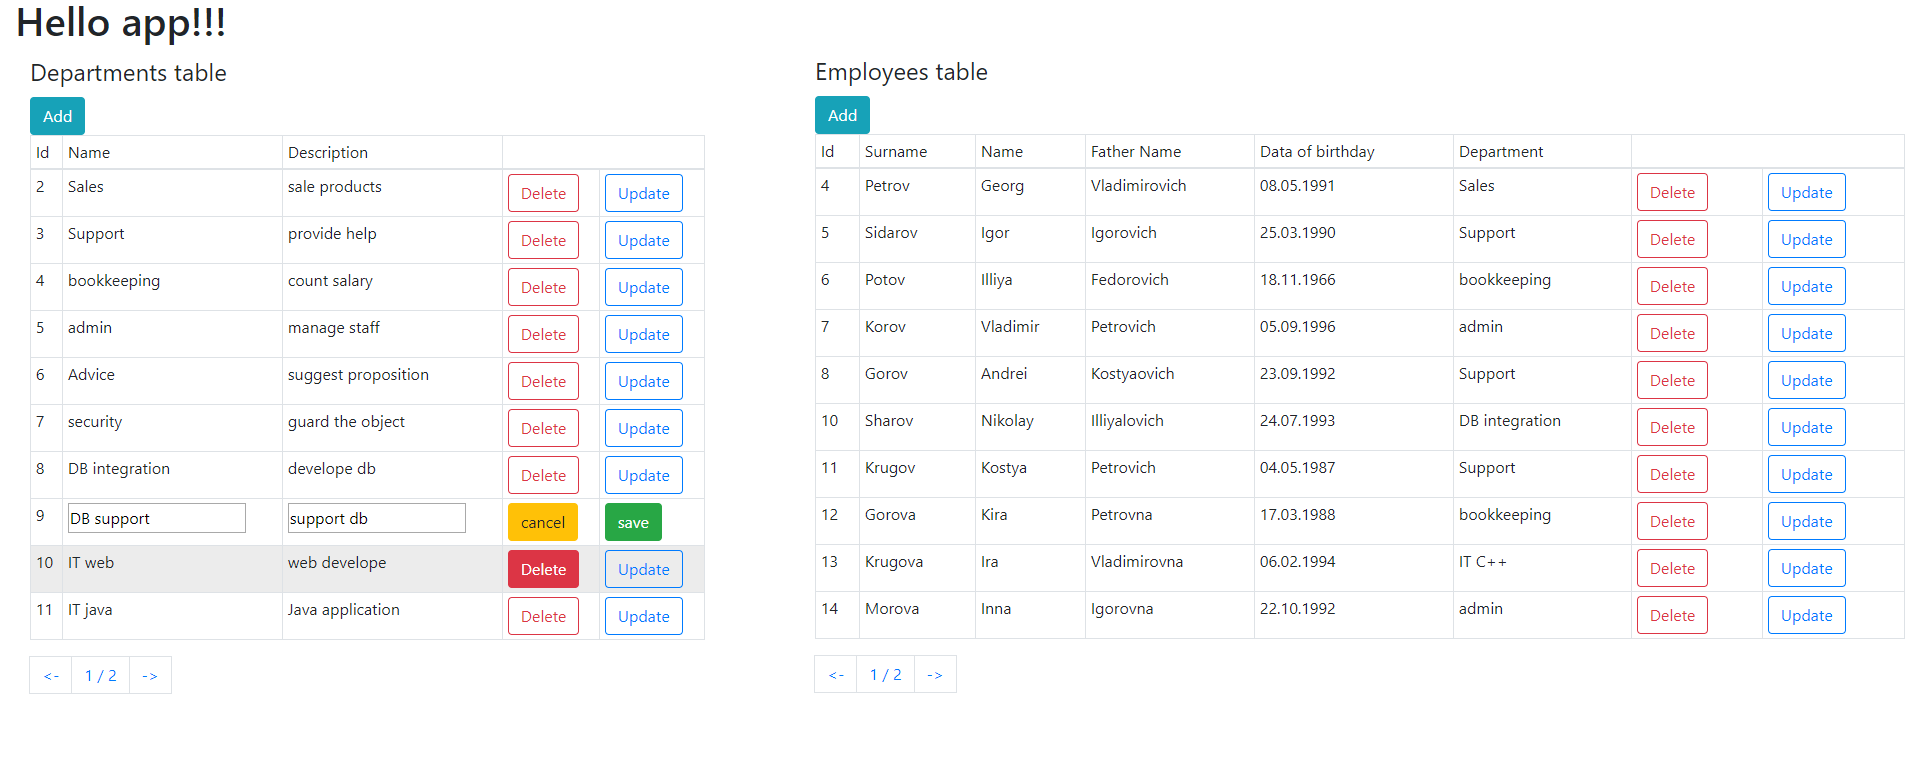 Hello app!!!
Departments table
Add
Id Name Description
2 Sales sale products Delete Update
3 Support provide help Delete Update
4 bookkeeping count salary Delete Update
5 admin manage staff Delete Update
6 Advice suggest proposition Delete Update
7 security guard the object Delete Update
8 DB integration develope db Delete Update
9 DB support support db cancel save
10 IT web web develope Delete Update
11 IT java Java application Delete Update
<- 1 / 2 ->
Employees table
Add
Id Surname Name Father Name Data of birthday Department
4 Petrov Georg Vladimirovich 08.05.1991 Sales Delete Update
5 Sidarov Igor Igorovich 25.03.1990 Support Delete Update
6 Potov Illiya Fedorovich 18.11.1966 bookkeeping Delete Update
7 Korov Vladimir Petrovich 05.09.1996 admin Delete Update
8 Gorov Andrei Kostyaovich 23.09.1992 Support Delete Update
10 Sharov Nikolay Illiyalovich 24.07.1993 DB integration Delete Update
11 Krugov Kostya Petrovich 04.05.1987 Support Delete Update
12 Gorova Kira Petrovna 17.03.1988 bookkeeping Delete Update
13 Krugova Ira Vladimirovna 06.02.1994 IT C++ Delete Update
14 Morova Inna Igorovna 22.10.1992 admin Delete Update
<- 1 / 2 ->